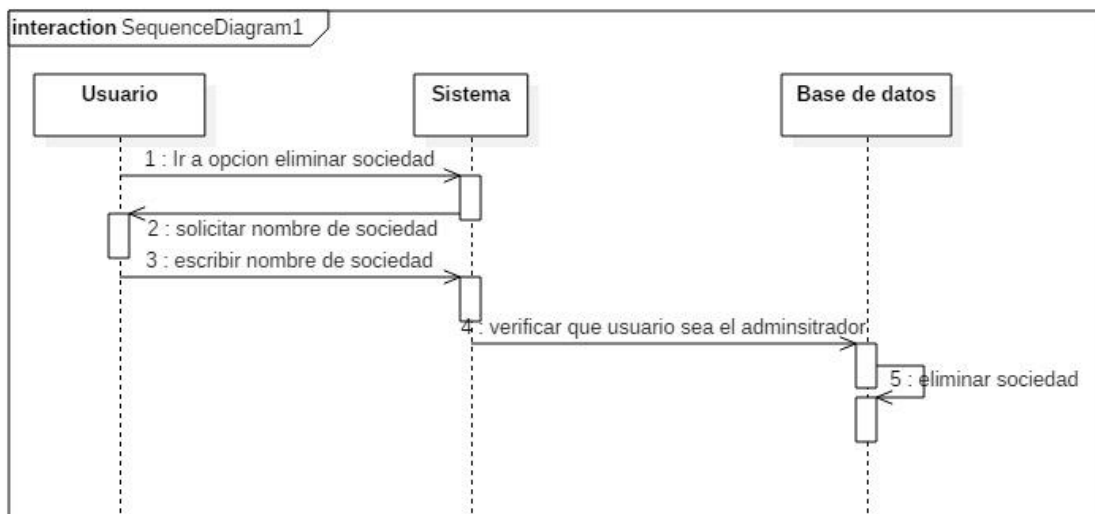 interaction SequenceDiagram1
Usuario
Sistema
Base de datos
1 : Ir a opcion eliminar sociedad
2 : solicitar nombre de sociedad
3 : escribir nombre de sociedad
4 : verificar que usuario sea el adminsitrador
5 : eliminar sociedad